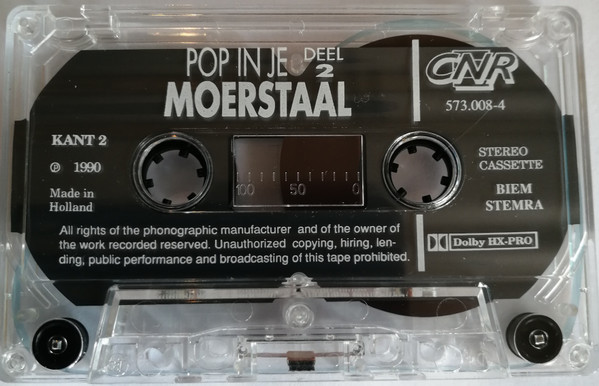 POP IN JE DEEL 2
MOERSTAAL
CNR
573.008-4
KANT 2
℗ 1990
Made in
Holland
100 50 0
STEREO
CASSETTE
BIEM
STEMRA
All rights of the phonographic manufacturer and of the owner of
the work recorded reserved. Unauthorized copying, hiring, len-
ding, public performance and broadcasting of this tape prohibited.
Dolby HX-PRO